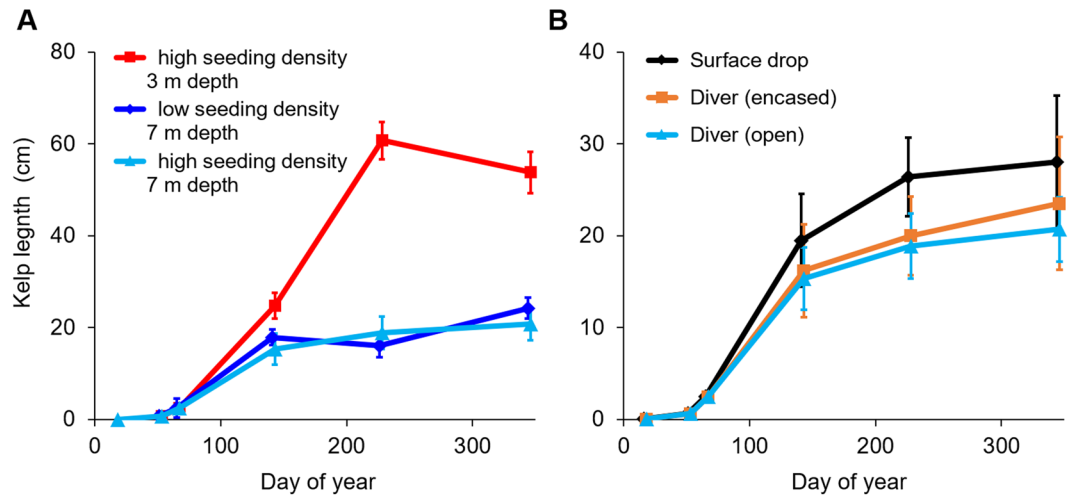 A
80
60
40
20
0
Kelp legnth (cm)
high seeding density
3 m depth
low seeding density
7 m depth
high seeding density
7 m depth
0 100 200 300
Day of year
B
40
30
20
10
0
Surface drop
Diver (encased)
Diver (open)
0 100 200 300
Day of year